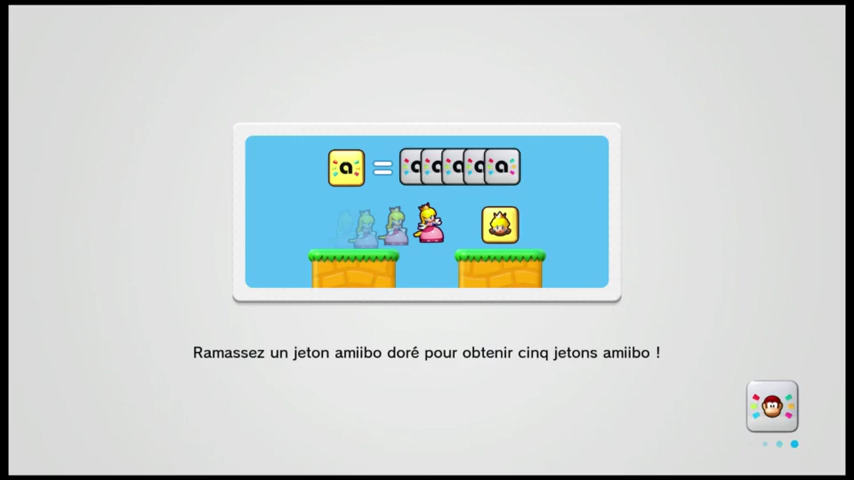 a = a a a a a
Ramassez un jeton amiibo doré pour obtenir cinq jetons amiibo !